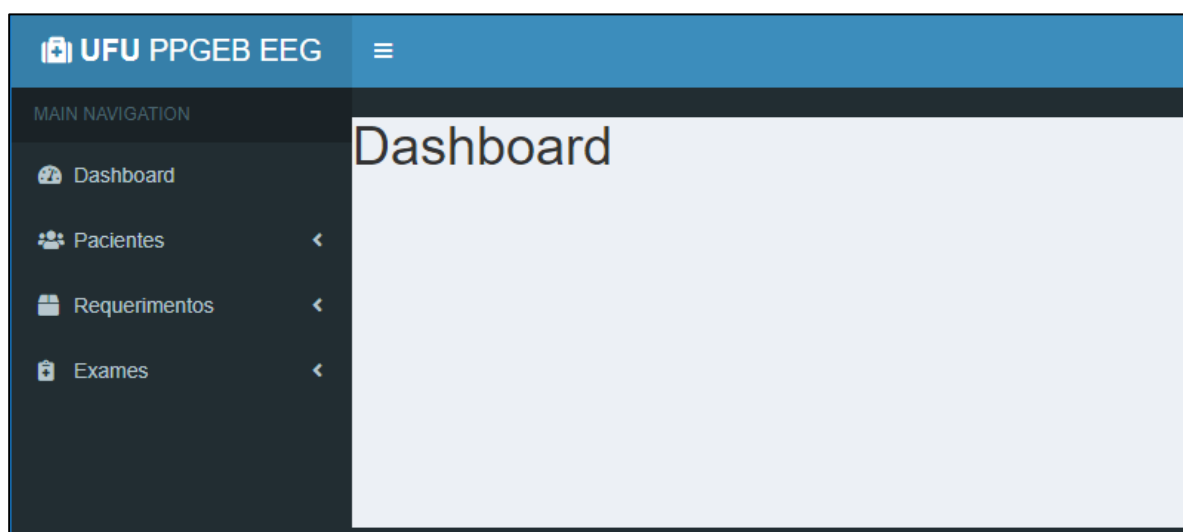 UFU PPGEB EEG
MAIN NAVIGATION
Dashboard
Dashboard
Pacientes
Requerimentos
Exames